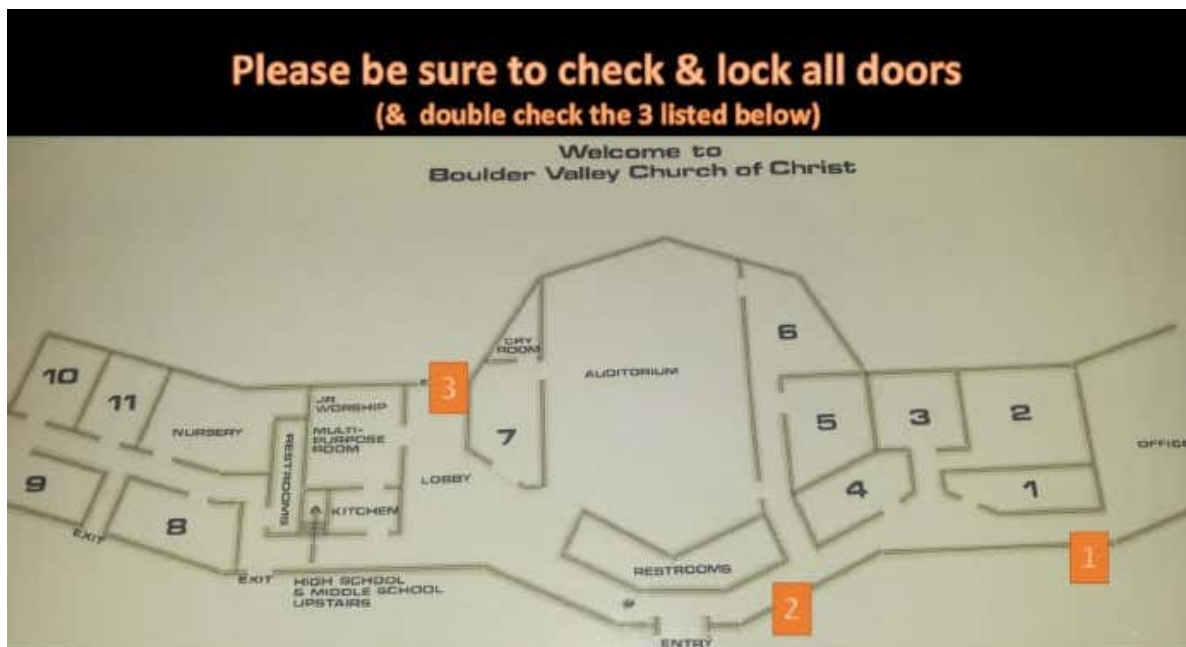 Please be sure to check & lock all doors
(& double check the 3 listed below)
Welcome to
Boulder Valley Church of Christ
CRY
ROOM
6
AUDITORIUM
10
11
NURSERY
3
JR.
WORSHIP
MULTI-
PURPOSE
ROOM
RESTROOMS
7
5
3
2
OFFICE
LOBBY
9
8
KITCHEN
4
1
EXIT
EXIT
HIGH SCHOOL
& MIDDLE SCHOOL
UPSTAIRS
RESTROOMS
1
2
ENTRY